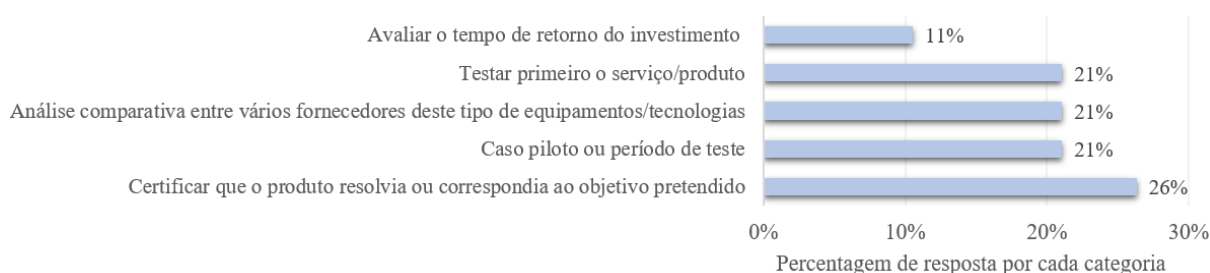 Avaliar o tempo de retorno do investimento 11%
Testar primeiro o serviço/produto 21%
Análise comparativa entre vários fornecedores deste tipo de equipamentos/tecnologias 21%
Caso piloto ou período de teste 21%
Certificar que o produto resolvia ou correspondia ao objetivo pretendido 26%
0% 10% 20% 30%
Percentagem de resposta por cada categoria